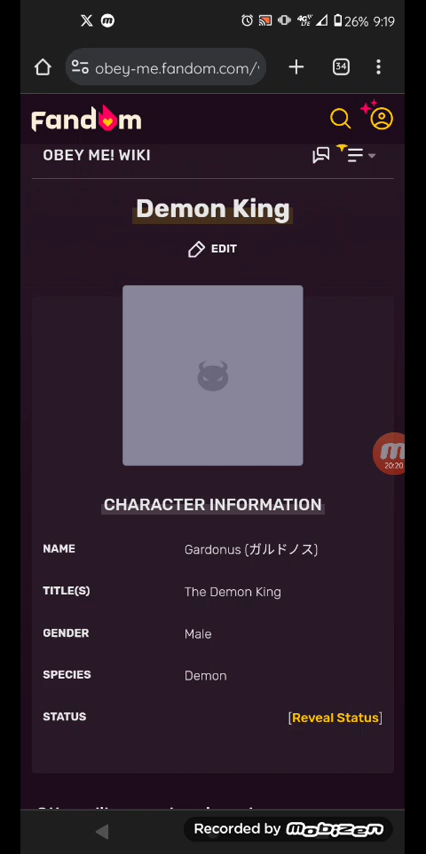 26% 9:19
obey-me.fandom.com/
34
Fandom
OBEY ME! WIKI
Demon King
EDIT
20:20
CHARACTER INFORMATION
NAME Gardonus (ガルドノス)
TITLE(S) The Demon King
GENDER Male
SPECIES Demon
STATUS [Reveal Status]
Recorded by mobizen